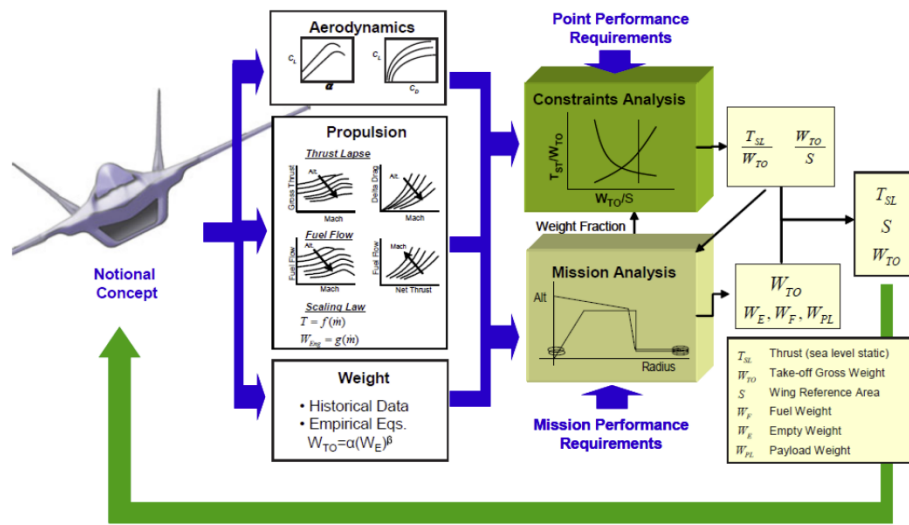 Aerodynamics
C_L
α
C_D
Propulsion
Thrust Lapse
Gross Thrust
Alt.
Mach
Delta Drag
Alt.
Mach
Fuel Flow
Fuel Flow
Alt.
Mach
Fuel Flow
Mach
Net Thrust
Scaling Law
T = f(ṁ)
W_Eng = g(ṁ)
Weight
• Historical Data
• Empirical Eqs.
W_TO=α(W_E)^β
Notional
Concept
Point Performance
Requirements
Constraints Analysis
T_ST/W_TO
W_TO/S
Weight Fraction
Mission Analysis
Alt
Radius
Mission Performance
Requirements
T_SL / W_TO
W_TO / S
W_TO
W_E, W_F, W_PL
T_SL
S
W_TO
T_SL Thrust (sea level static)
W_TO Take-off Gross Weight
S Wing Reference Area
W_F Fuel Weight
W_E Empty Weight
W_PL Payload Weight